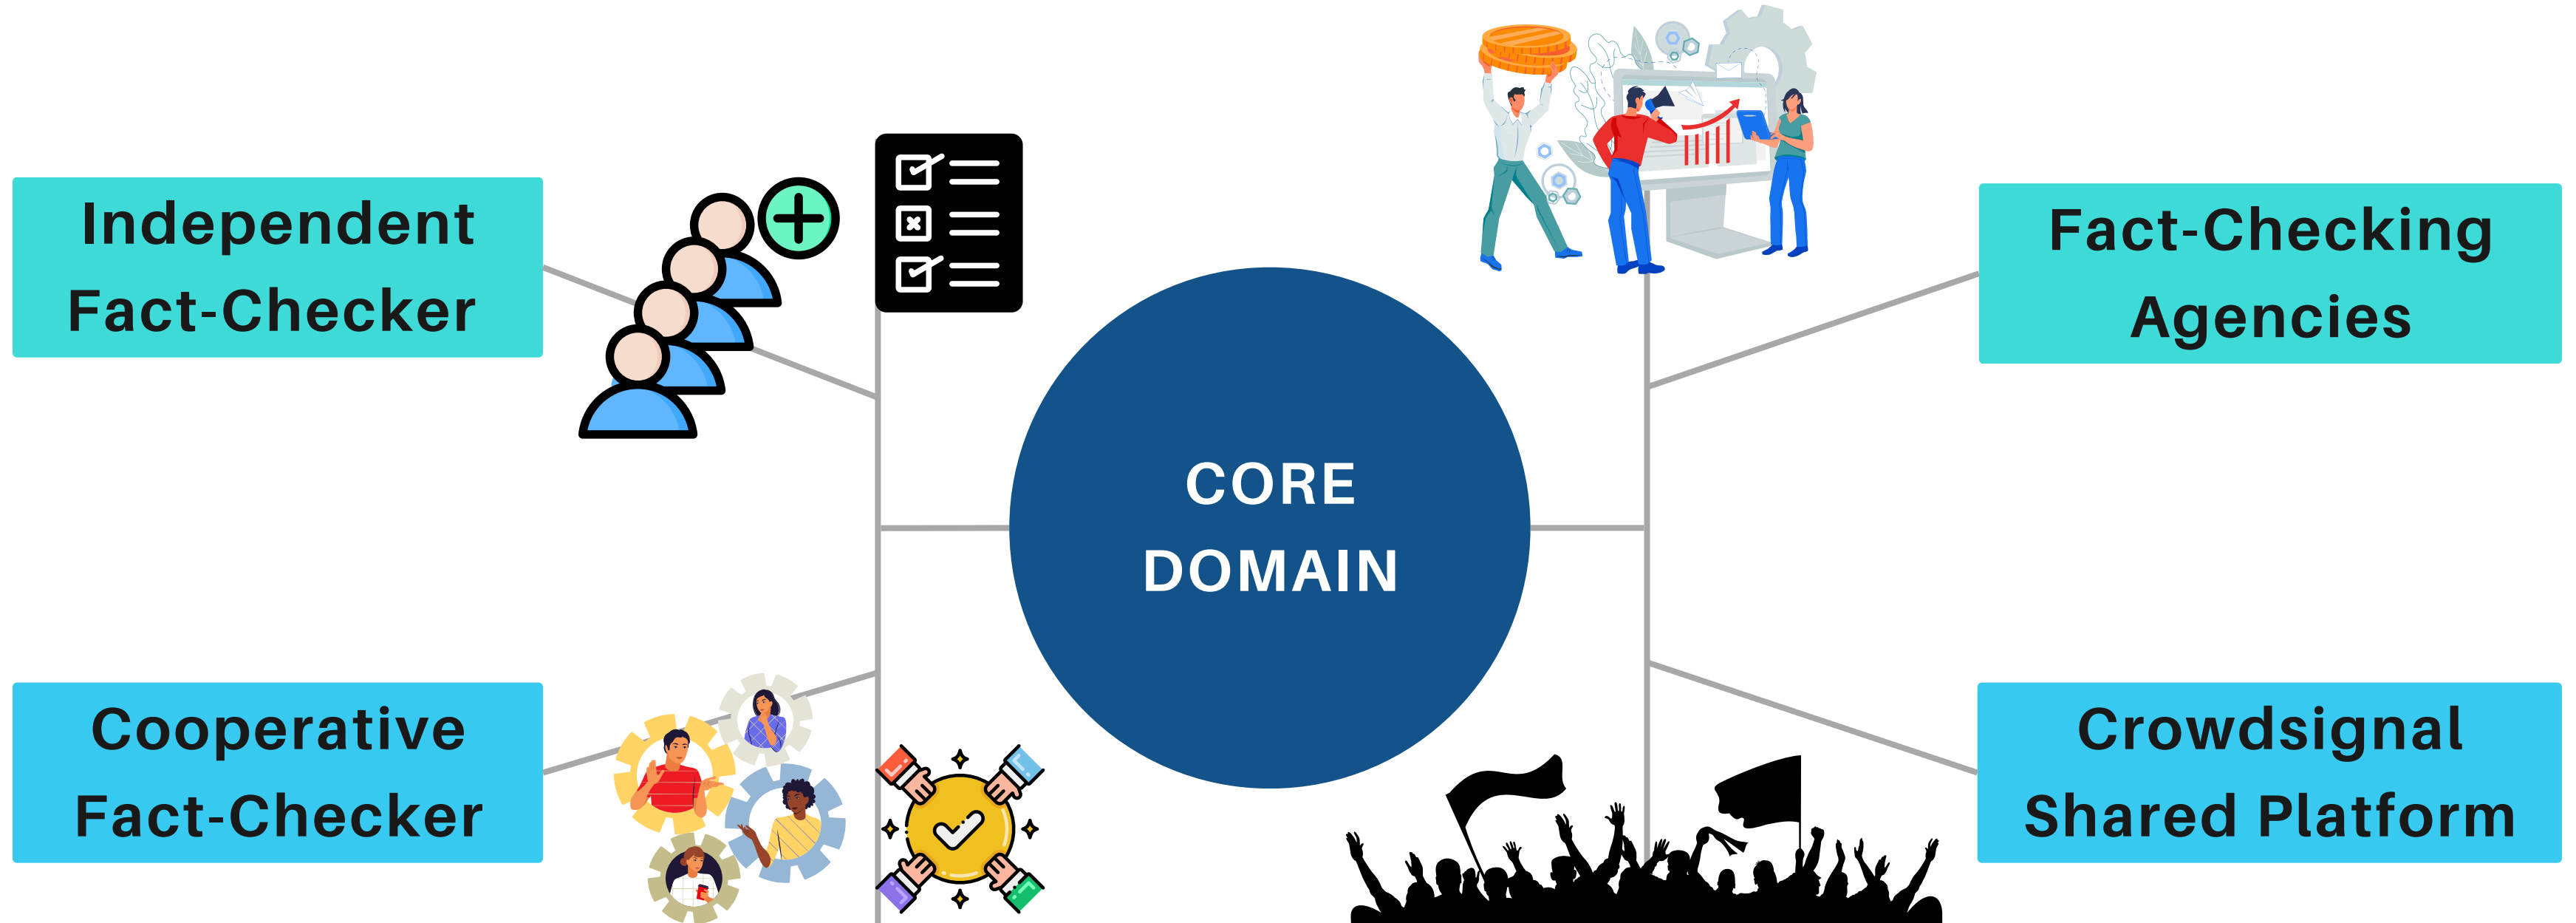 Independent
Fact-Checker
Fact-Checking
Agencies
CORE
DOMAIN
Cooperative
Fact-Checker
Crowdsignal
Shared Platform